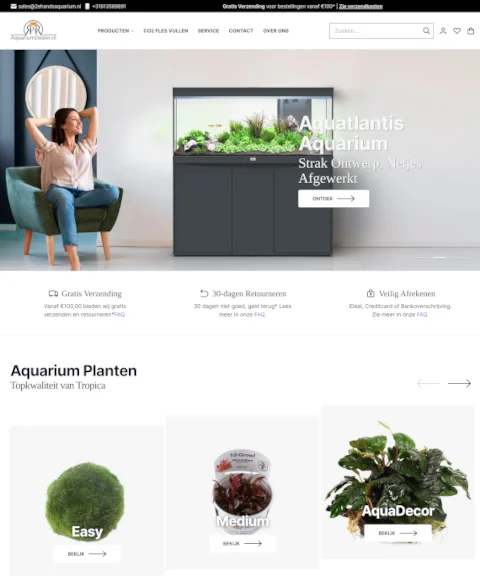 sales@2ehandsaquarium.nl +31613599891 Gratis Verzending voor bestellingen vanaf €100* | Zie verzendkosten
AquariumDealer.nl
PRODUCTEN CO2 FLES VULLEN SERVICE CONTACT OVER ONS Zoeken...
Aquatlantis
Aquarium
Strak Ontwerp, Netjes
Afgewerkt
ONTDEK
Gratis Verzending
Vanaf €100,00 bieden wij gratis
verzenden en retourneren*FAQ
30-dagen Retourneren
30 dagen niet goed, geld terug* Lees
meer in onze FAQ.
Veilig Afrekenen
iDeal, Creditcard of Bankoverschrijving.
Zie meer in onze FAQ
Aquarium Planten
Topkwaliteit van Tropica
Easy
BEKIJK
1-2-Grow!
Medium
BEKIJK
AquaDecor
BEKIJK